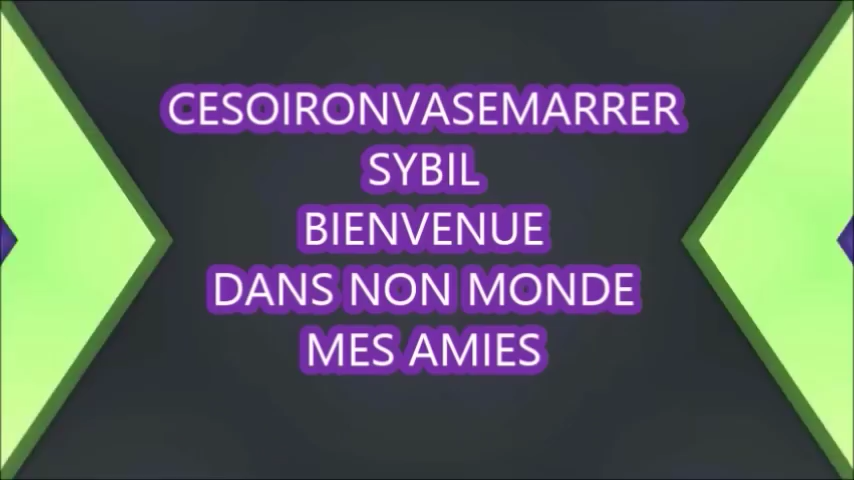 CESOIRONVASEMARRER
SYBIL
BIENVENUE
DANS NON MONDE
MES AMIES